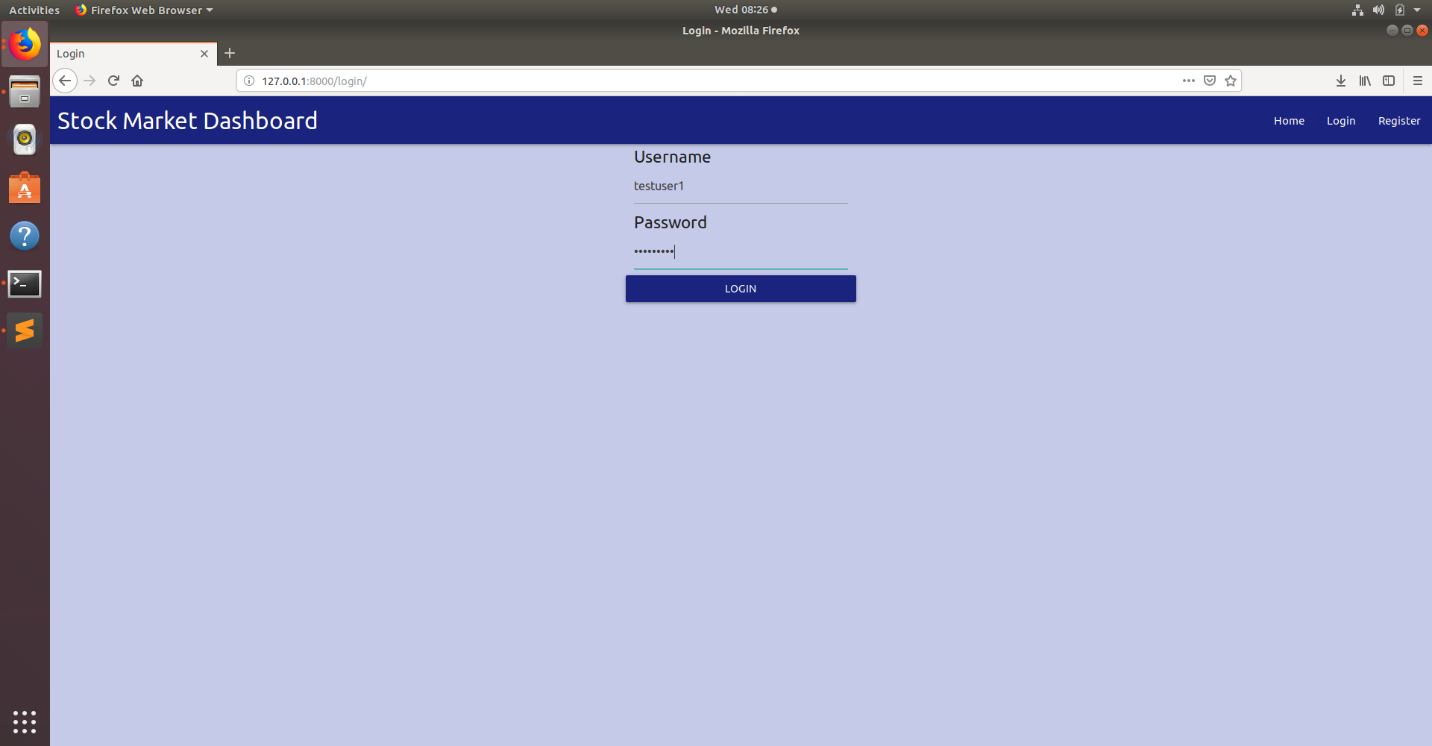 Activities Firefox Web Browser Wed 08:26
Login - Mozilla Firefox
Login
127.0.0.1:8000/login/
Stock Market Dashboard Home Login Register
Username
testuser1
Password
•••••••••
LOGIN